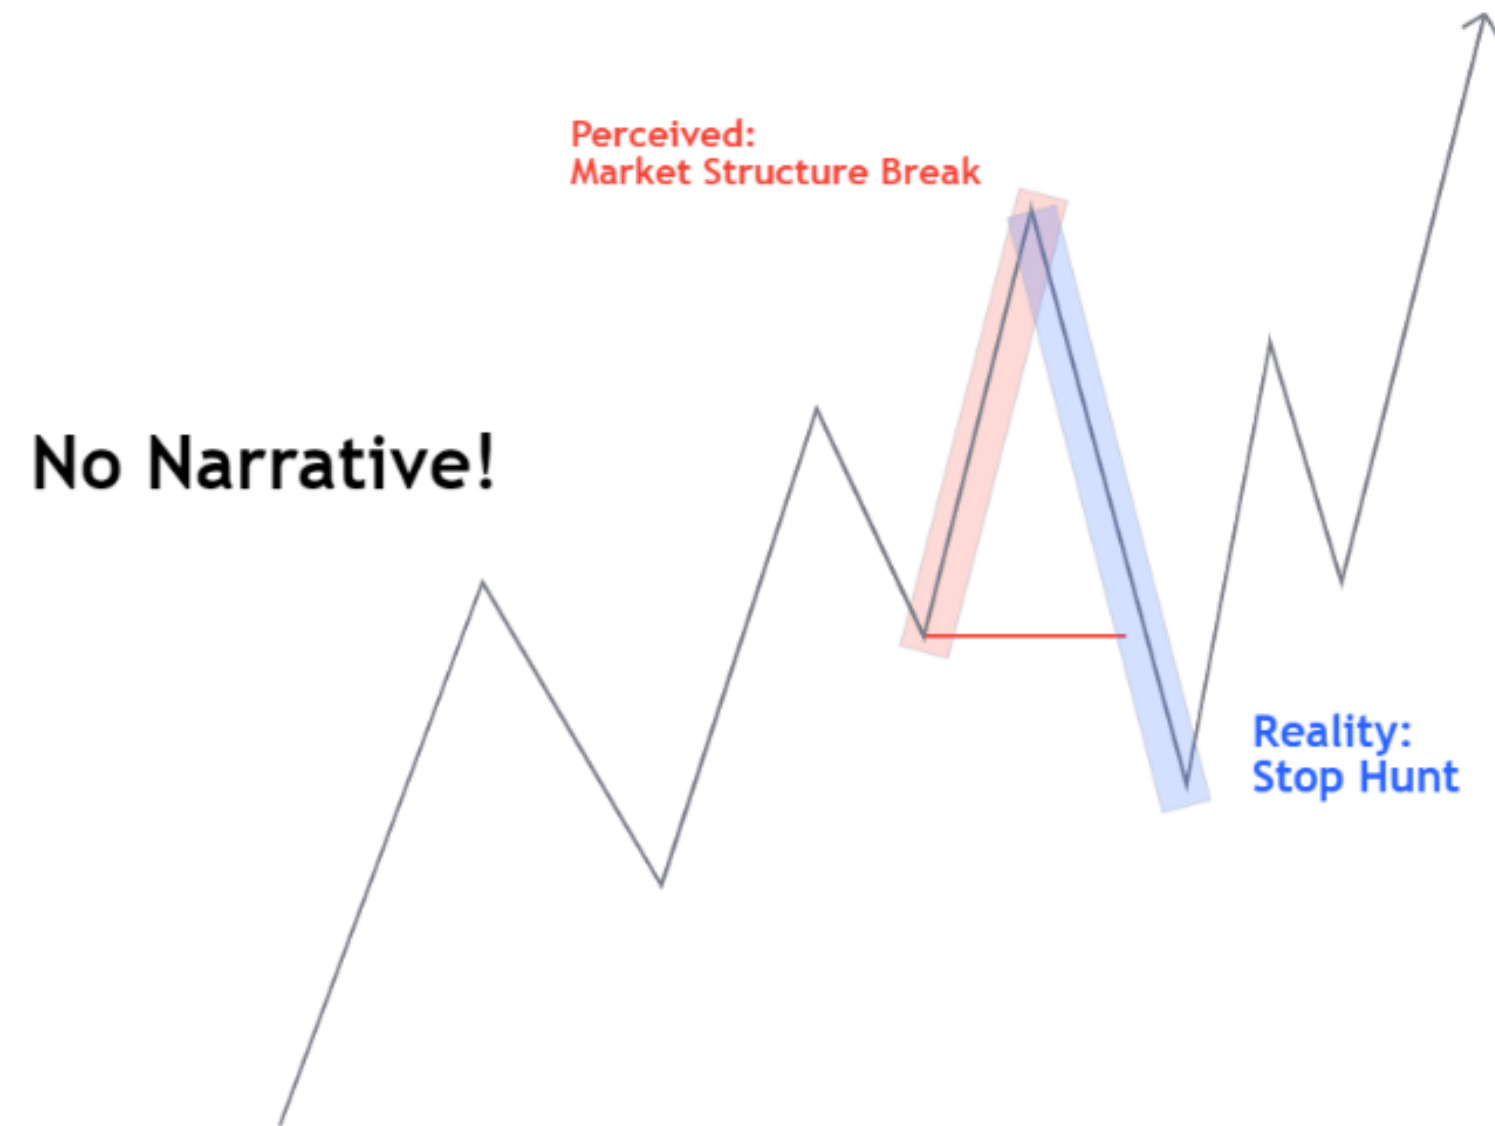 Perceived:
Market Structure Break
No Narrative!
Reality:
Stop Hunt